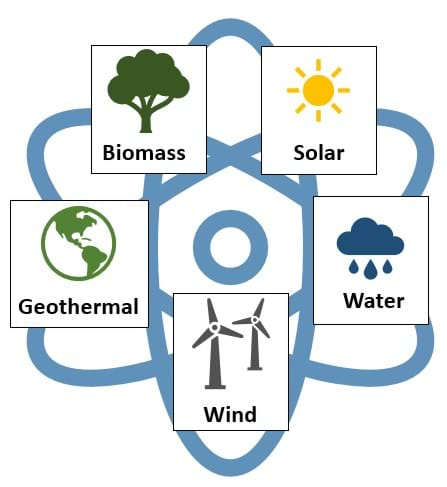 Biomass
Solar
Geothermal
Water
Wind